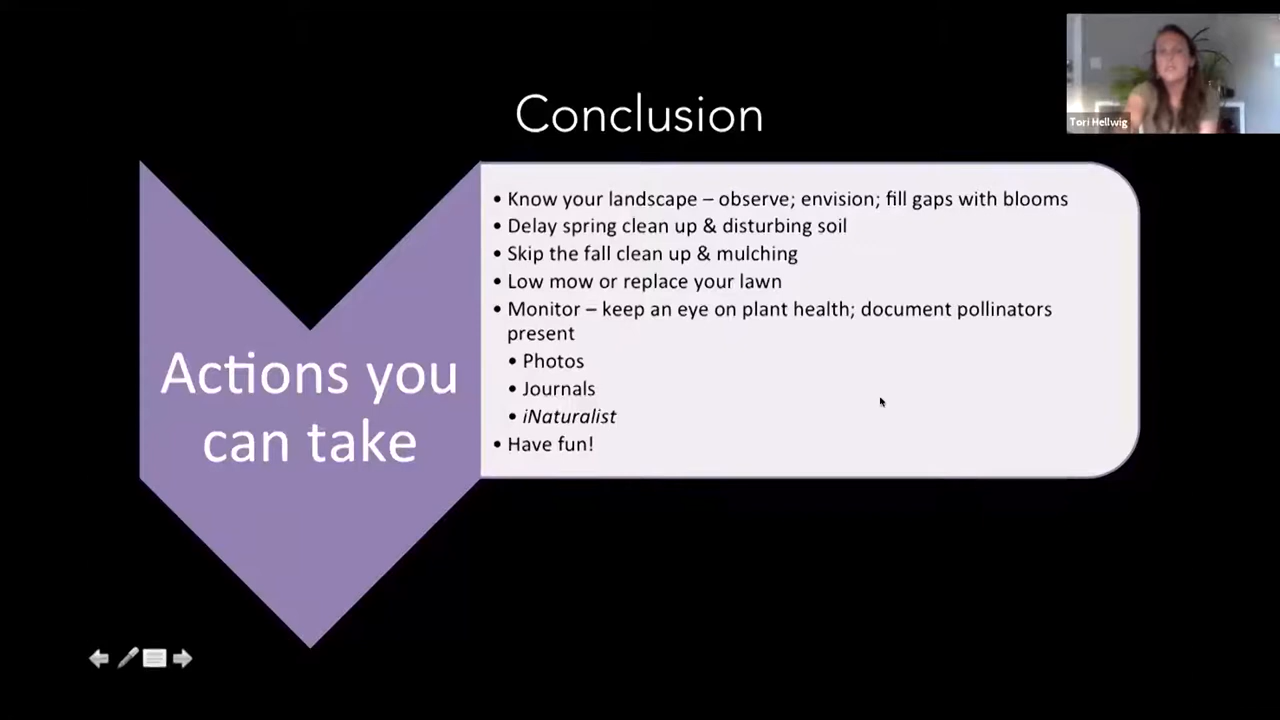 Tori Hellwig
Conclusion
Actions you
can take
• Know your landscape – observe; envision; fill gaps with blooms
• Delay spring clean up & disturbing soil
• Skip the fall clean up & mulching
• Low mow or replace your lawn
• Monitor – keep an eye on plant health; document pollinators
present
• Photos
• Journals
• iNaturalist
• Have fun!